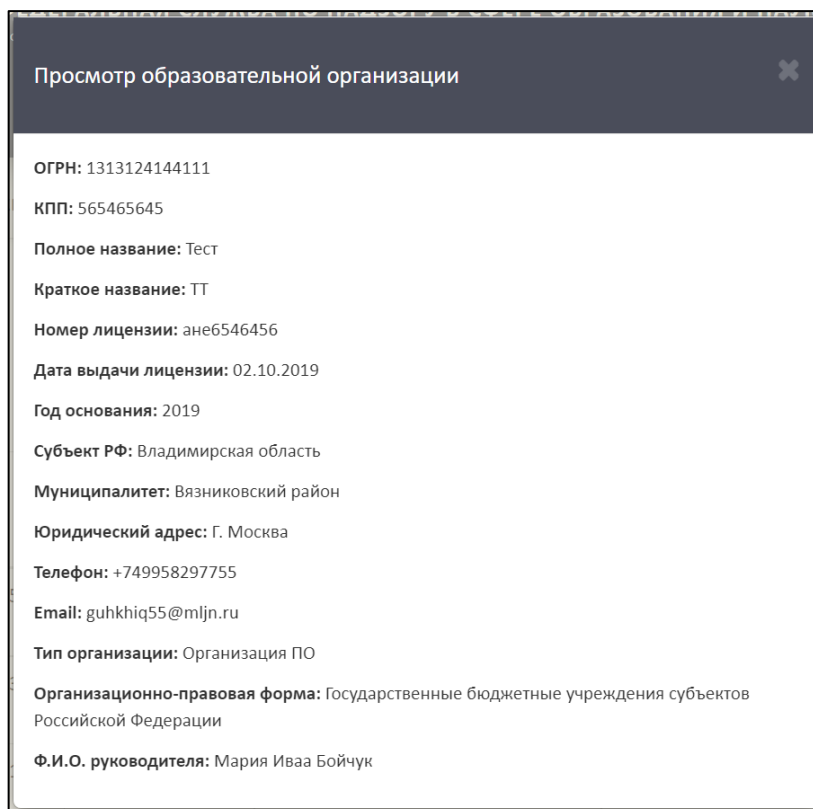 Просмотр образовательной организации
ОГРН: 1313124144111
КПП: 565465645
Полное название: Тест
Краткое название: ТТ
Номер лицензии: ане6546456
Дата выдачи лицензии: 02.10.2019
Год основания: 2019
Субъект РФ: Владимирская область
Муниципалитет: Вязниковский район
Юридический адрес: Г. Москва
Телефон: +749958297755
Email: guhkhiq55@mljn.ru
Тип организации: Организация ПО
Организационно-правовая форма: Государственные бюджетные учреждения субъектов
Российской Федерации
Ф.И.О. руководителя: Мария Иваа Бойчук